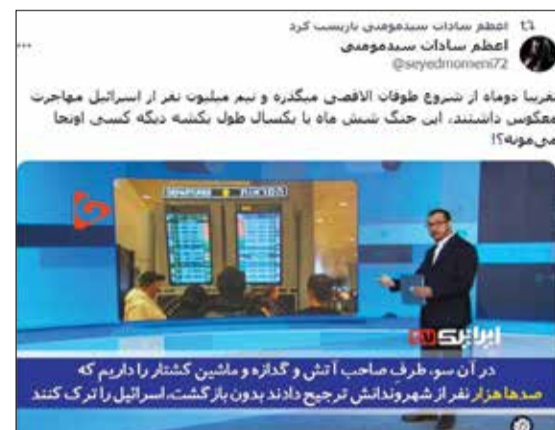 اعظم سادات سیدمومنی بازپست کرد
اعظم سادات سیدمومنی
@seyedmomeni72
تقریبا دوماه از شروع طوفان الاقصی میگذره و نیم میلیون نفر از اسرائیل مهاجرت
معکوس داشتند، این جنگ شش ماه یا یکسال طول بکشه دیگه کسی اونجا
می‌مونه؟!
DEPARTURES
ایرانیک
در آن سو، طرفِ صاحب آتش و گدازه و ماشین کشتار را داریم که
صدها هزار نفر از شهروندانش ترجیح دادند بدون بازگشت، اسرائیل را ترک کنند